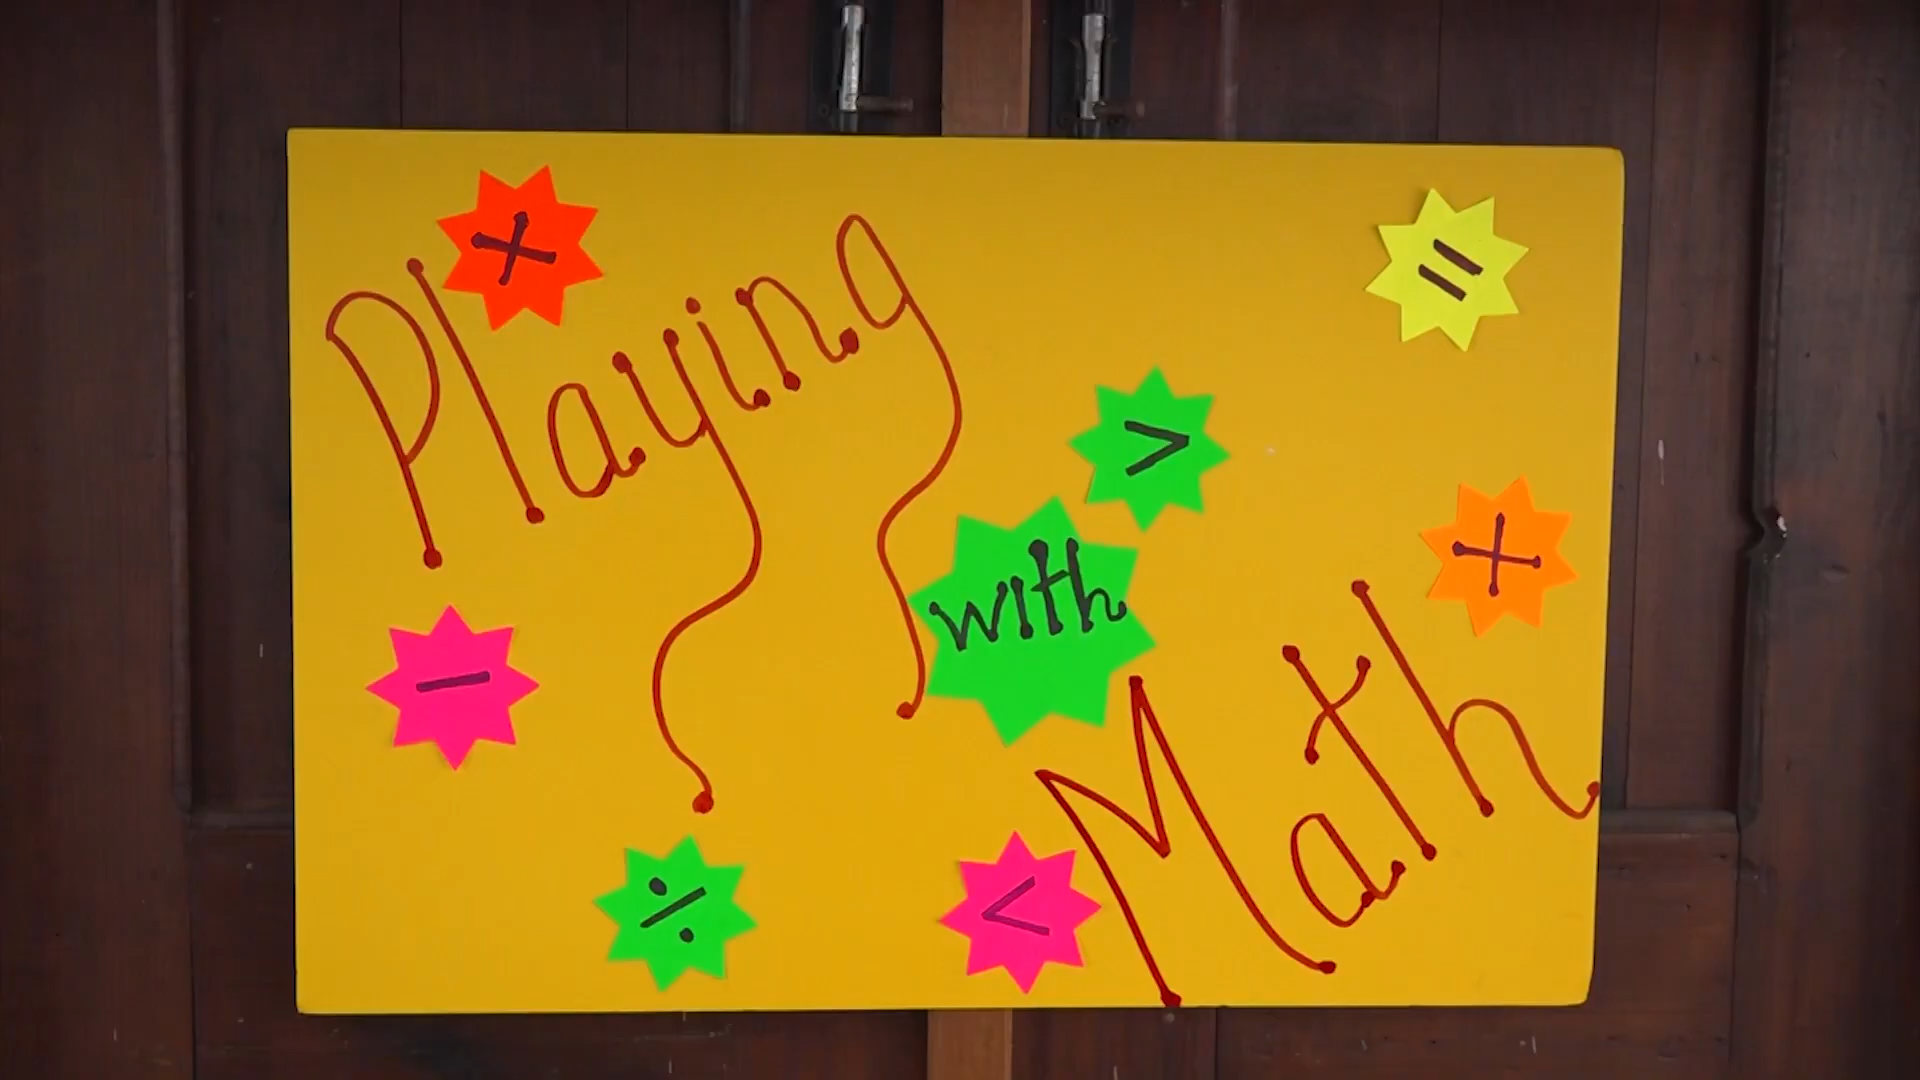 ×
=
Playing
>
with
+
−
Math
÷
<